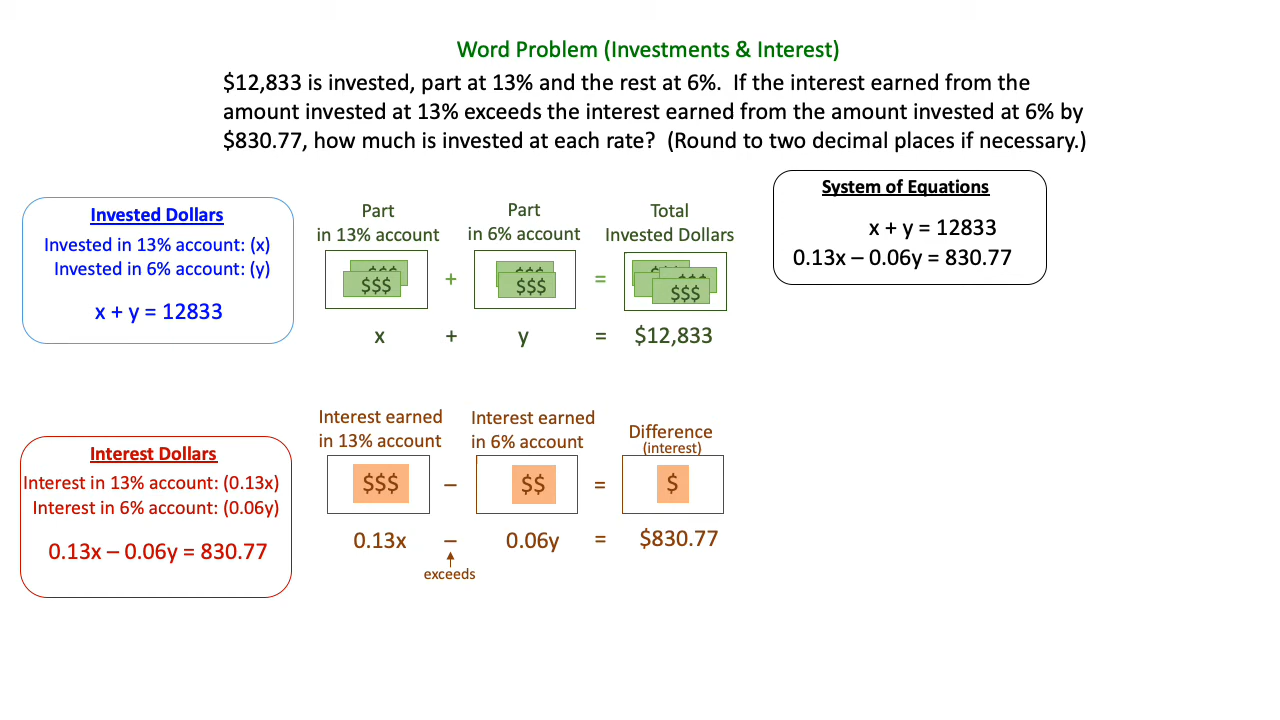 Word Problem (Investments & Interest)
$12,833 is invested, part at 13% and the rest at 6%.  If the interest earned from the
amount invested at 13% exceeds the interest earned from the amount invested at 6% by
$830.77, how much is invested at each rate?  (Round to two decimal places if necessary.)
System of Equations
x + y = 12833
0.13x – 0.06y = 830.77
Invested Dollars
Invested in 13% account: (x)
Invested in 6% account: (y)
x + y = 12833
Part Part Total
in 13% account in 6% account Invested Dollars
$$$ $$$ $$$
$$$ + $$$ = $$$
$$$
x + y = $12,833
Interest Dollars
Interest in 13% account: (0.13x)
Interest in 6% account: (0.06y)
0.13x – 0.06y = 830.77
Interest earned Interest earned Difference
in 13% account in 6% account (interest)
$$$ – $$ = $
0.13x – 0.06y = $830.77
exceeds